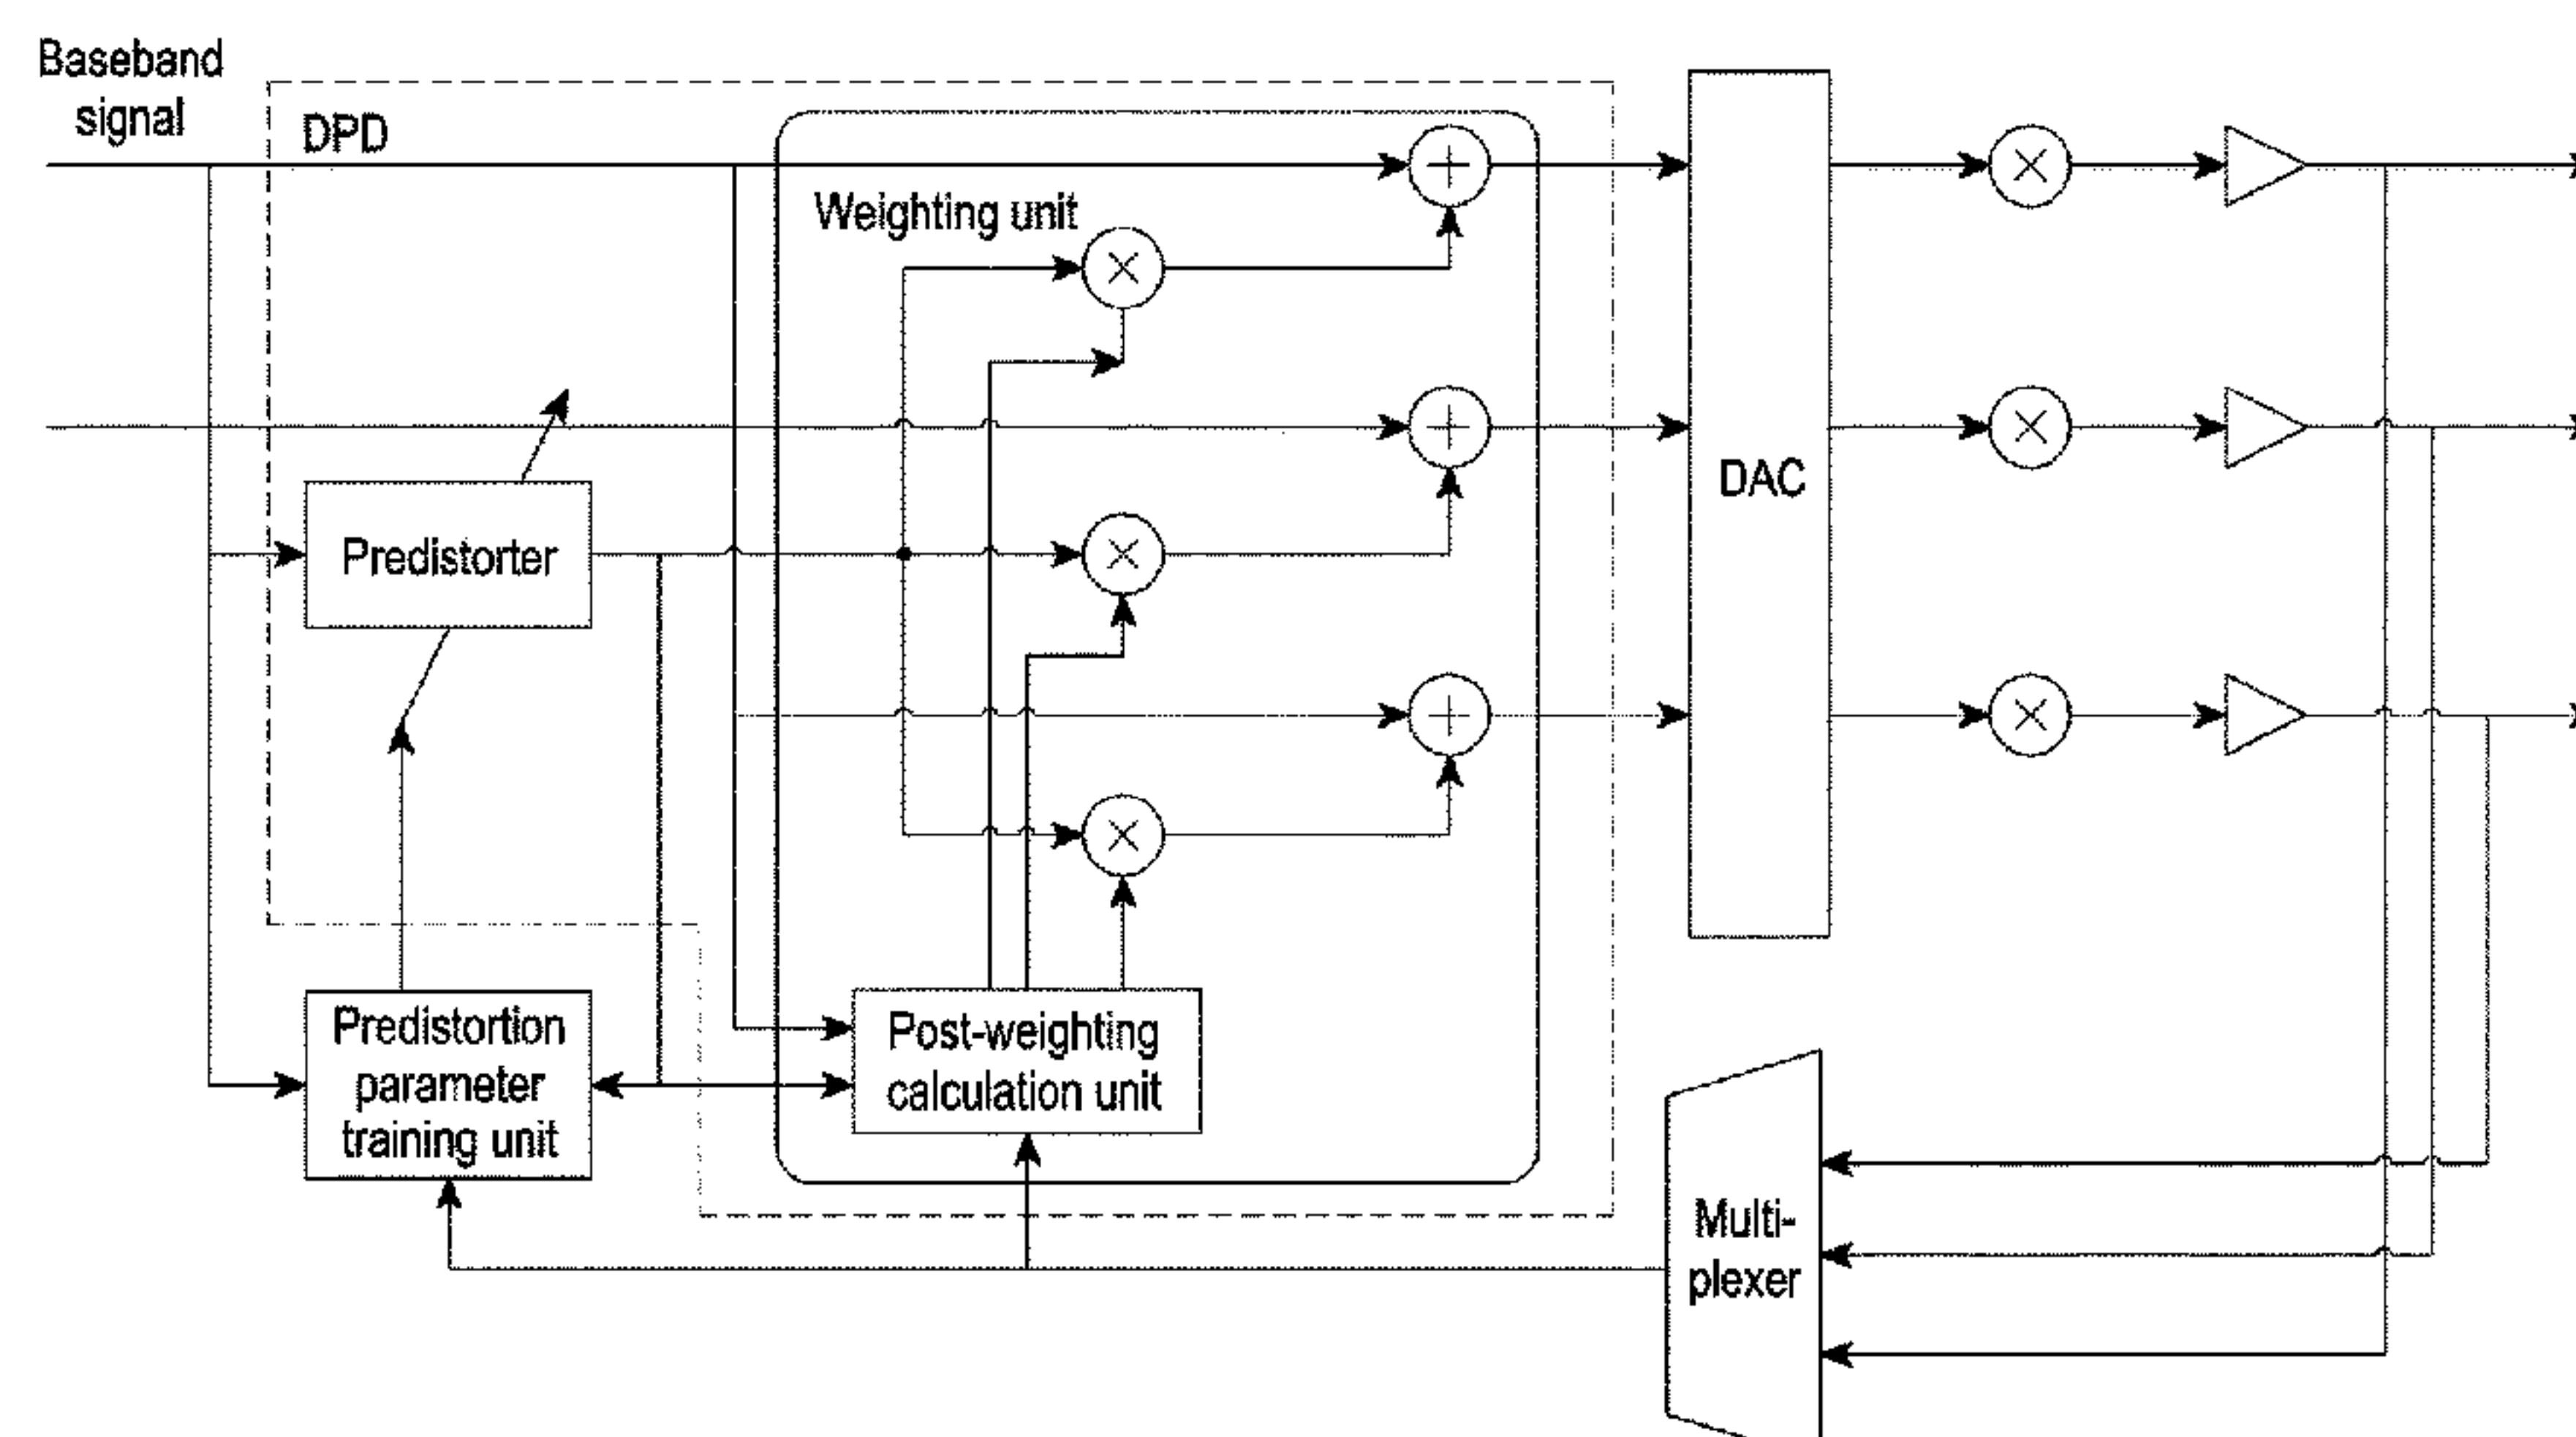 Baseband
signal
DPD
Weighting unit
DAC
Predistorter
Predistortion
parameter
training unit
Post-weighting
calculation unit
Multi-
plexer